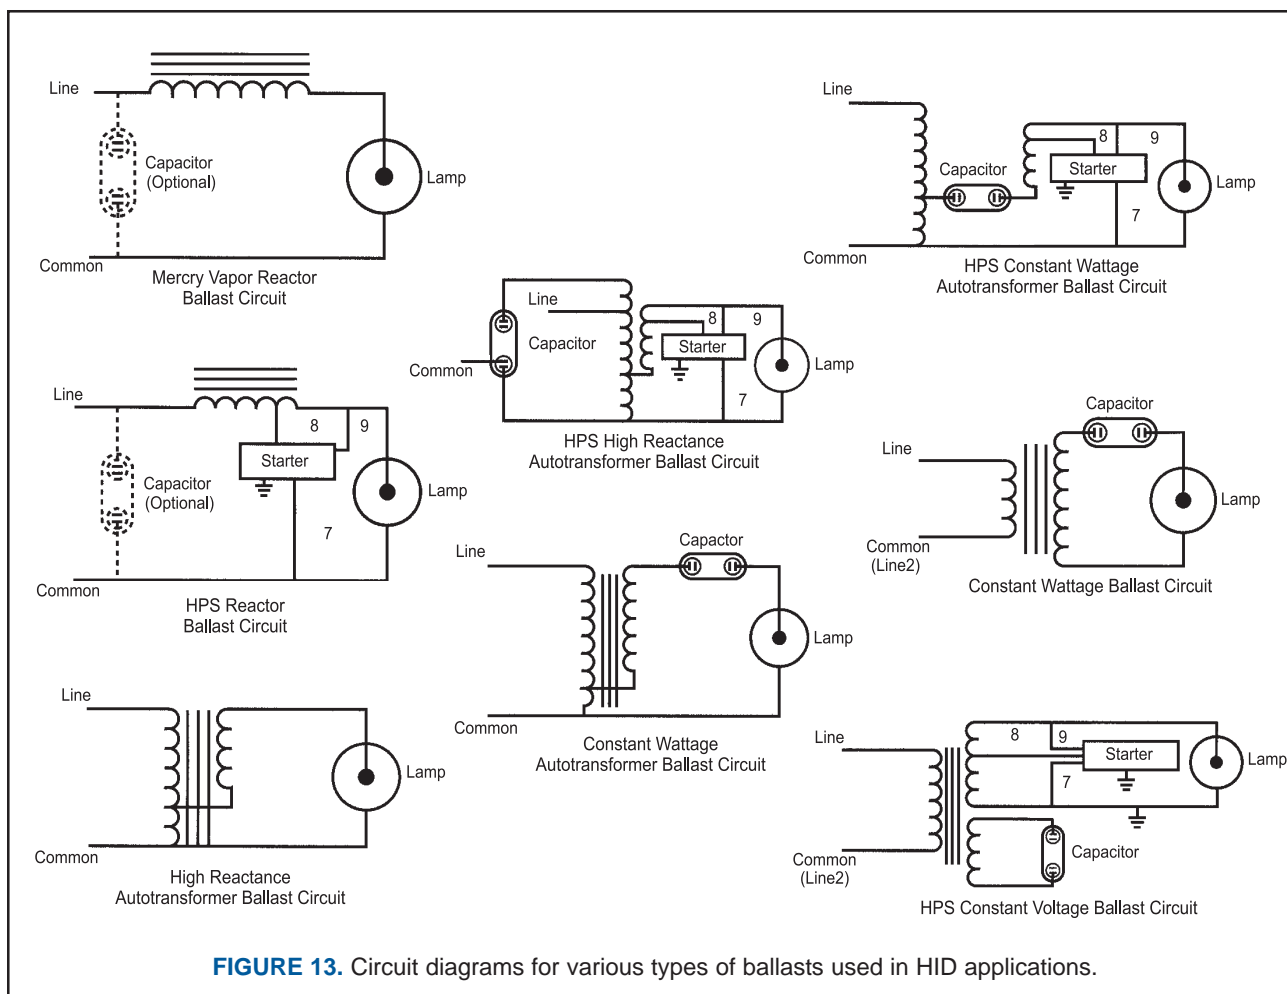 Line
Capacitor
(Optional)
Lamp
Common
Mercry Vapor Reactor
Ballast Circuit
Line
8
9
Capacitor
Starter
Lamp
7
Common
HPS Constant Wattage
Autotransformer Ballast Circuit
Line
8
9
Capacitor
Starter
Common
Lamp
7
HPS High Reactance
Autotransformer Ballast Circuit
Line
8
9
Starter
Capacitor
(Optional)
Lamp
7
Common
HPS Reactor
Ballast Circuit
Capacitor
Line
Lamp
Common
(Line2)
Constant Wattage Ballast Circuit
Capactor
Line
Lamp
Common
Constant Wattage
Autotransformer Ballast Circuit
Line
Lamp
Common
High Reactance
Autotransformer Ballast Circuit
Line
8
9
Starter
Lamp
7
Common
(Line2)
Capacitor
HPS Constant Voltage Ballast Circuit
FIGURE 13. Circuit diagrams for various types of ballasts used in HID applications.